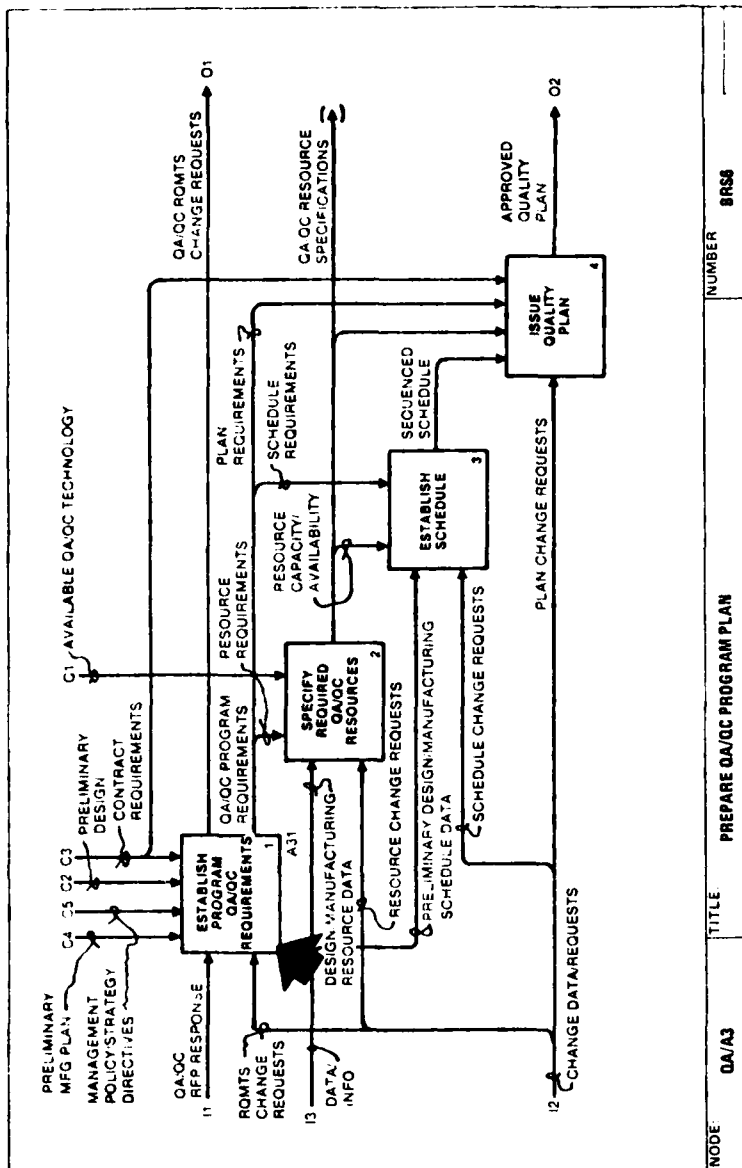 PRELIMINARY
MFG PLAN
MANAGEMENT
POLICY/STRATEGY
DIRECTIVES
C4
C5
C2
C3
PRELIMINARY
DESIGN
CONTRACT
REQUIREMENTS
C1
AVAILABLE QA/QC TECHNOLOGY
QA/QC
RFP RESPONSE
I1
ESTABLISH
PROGRAM
QA/QC
REQUIREMENTS
1
A31
QA/QC RQMTS
CHANGE REQUESTS
O1
RQMTS
CHANGE
REQUESTS
QA/QC PROGRAM
REQUIREMENTS
RESOURCE
REQUIREMENTS
PLAN
REQUIREMENTS
SCHEDULE
REQUIREMENTS
I3
DATA/
INFO
DESIGN/MANUFACTURING
RESOURCE DATA
SPECIFY
REQUIRED
QA/QC
RESOURCES
2
RESOURCE
CAPACITY/
AVAILABILITY
QA/QC RESOURCE
SPECIFICATIONS
RESOURCE CHANGE REQUESTS
PRELIMINARY DESIGN/MANUFACTURING
SCHEDULE DATA
ESTABLISH
SCHEDULE
3
SEQUENCED
SCHEDULE
SCHEDULE CHANGE REQUESTS
ISSUE
QUALITY
PLAN
4
APPROVED
QUALITY
PLAN
O2
I2
CHANGE DATA/REQUESTS
PLAN CHANGE REQUESTS
NODE:
QA/A3
TITLE:
PREPARE QA/QC PROGRAM PLAN
NUMBER
BRS6